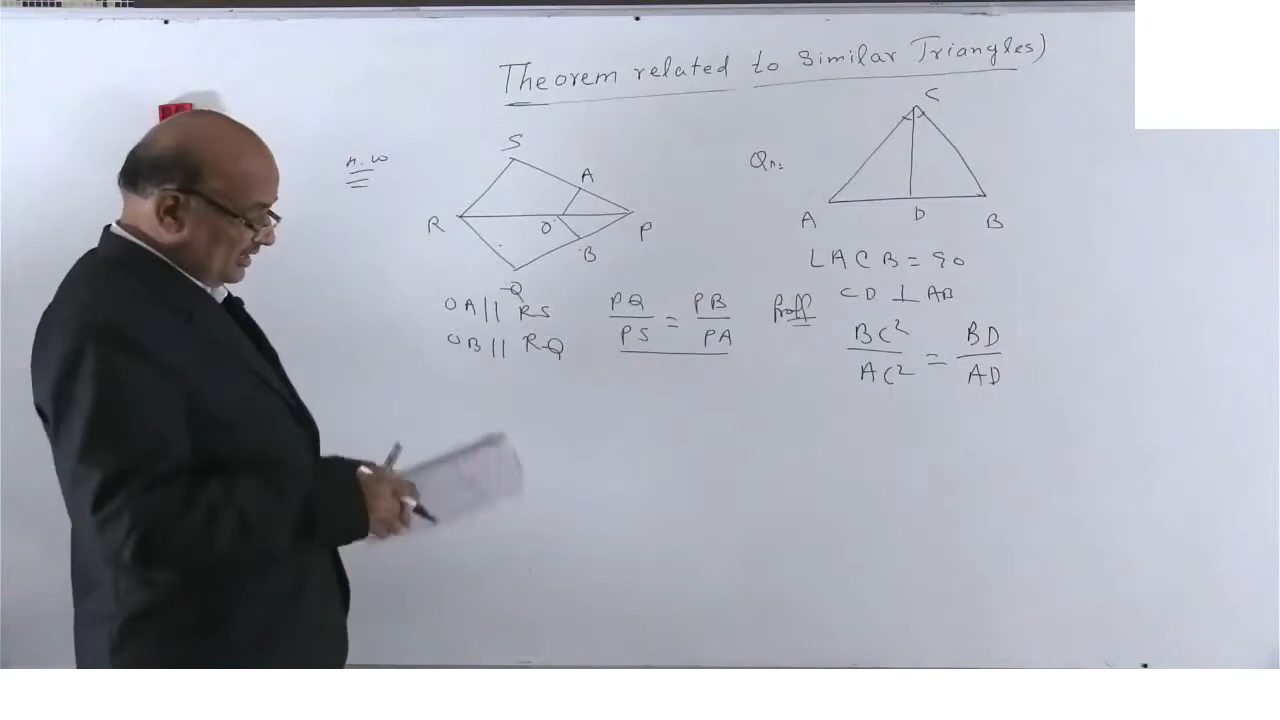 Theorem related to Similar Triangles)
H.W
S
A
R
O
P
B
Q
OA || RS
OB || RQ
PQ/PS = PB/PA
Qn:
C
A
D
B
∠ACB = 90
CD ⊥ AB
Proff
BC²/AC² = BD/AD